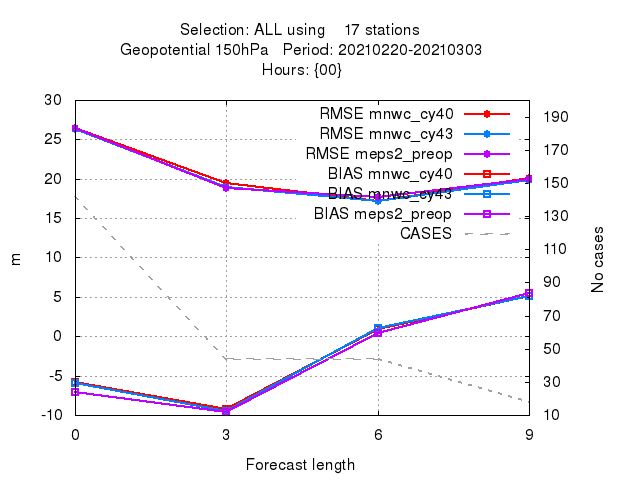 Selection: ALL using    17 stations
Geopotential 150hPa   Period: 20210220-20210303
Hours: {00}
30
25
20
15
10
5
0
-5
-10
m
190
170
150
130
110
90
70
50
30
10
No cases
RMSE mnwc_cy40
RMSE mnwc_cy43
RMSE meps2_preop
BIAS mnwc_cy40
BIAS mnwc_cy43
BIAS meps2_preop
CASES
0 3 6 9
Forecast length